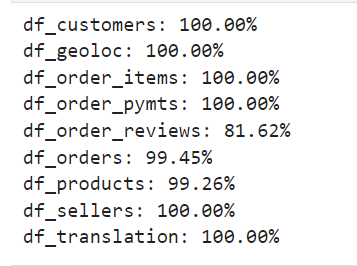 df_customers: 100.00%
df_geoloc: 100.00%
df_order_items: 100.00%
df_order_pymts: 100.00%
df_order_reviews: 81.62%
df_orders: 99.45%
df_products: 99.26%
df_sellers: 100.00%
df_translation: 100.00%